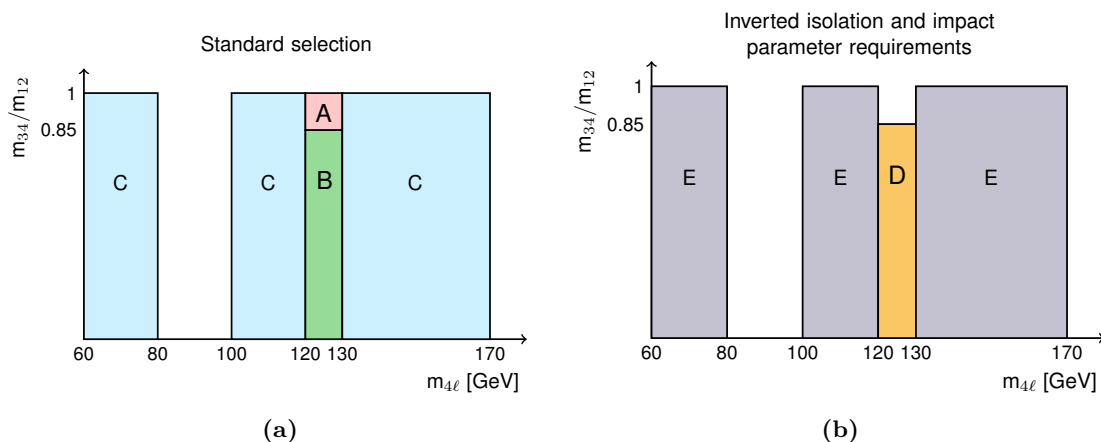 Standard selection
m34/m12
1
0.85
A
B
C
C
C
60
80
100
120
130
170
m4ℓ [GeV]
(a)
Inverted isolation and impact
parameter requirements
m34/m12
1
0.85
D
E
E
E
60
80
100
120
130
170
m4ℓ [GeV]
(b)